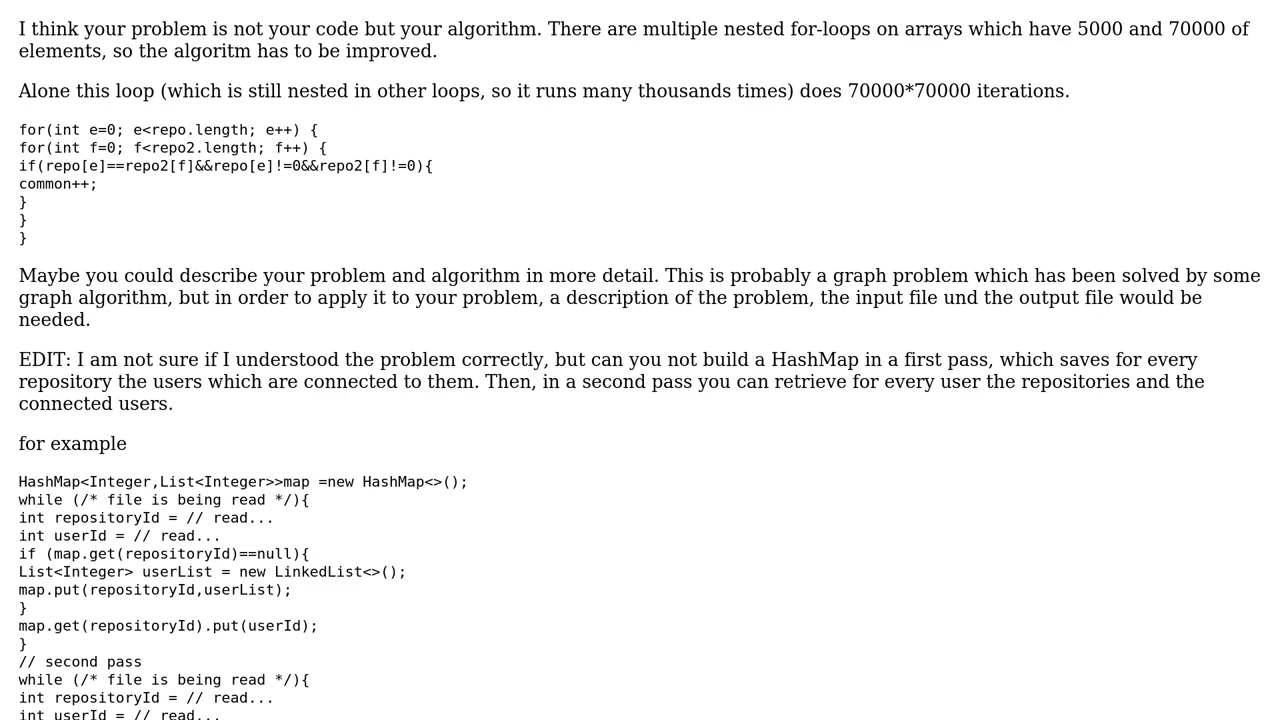 I think your problem is not your code but your algorithm. There are multiple nested for-loops on arrays which have 5000 and 70000 of
elements, so the algoritm has to be improved.
Alone this loop (which is still nested in other loops, so it runs many thousands times) does 70000*70000 iterations.
for(int e=0; e<repo.length; e++) {
for(int f=0; f<repo2.length; f++) {
if(repo[e]==repo2[f]&&repo[e]!=0&&repo2[f]!=0){
common++;
}
}
}
Maybe you could describe your problem and algorithm in more detail. This is probably a graph problem which has been solved by some
graph algorithm, but in order to apply it to your problem, a description of the problem, the input file und the output file would be
needed.
EDIT: I am not sure if I understood the problem correctly, but can you not build a HashMap in a first pass, which saves for every
repository the users which are connected to them. Then, in a second pass you can retrieve for every user the repositories and the
connected users.
for example
HashMap<Integer,List<Integer>>map =new HashMap<>();
while (/* file is being read */){
int repositoryId = // read...
int userId = // read...
if (map.get(repositoryId)==null){
List<Integer> userList = new LinkedList<>();
map.put(repositoryId,userList);
}
map.get(repositoryId).put(userId);
}
// second pass
while (/* file is being read */){
int repositoryId = // read...
int userId = // read...